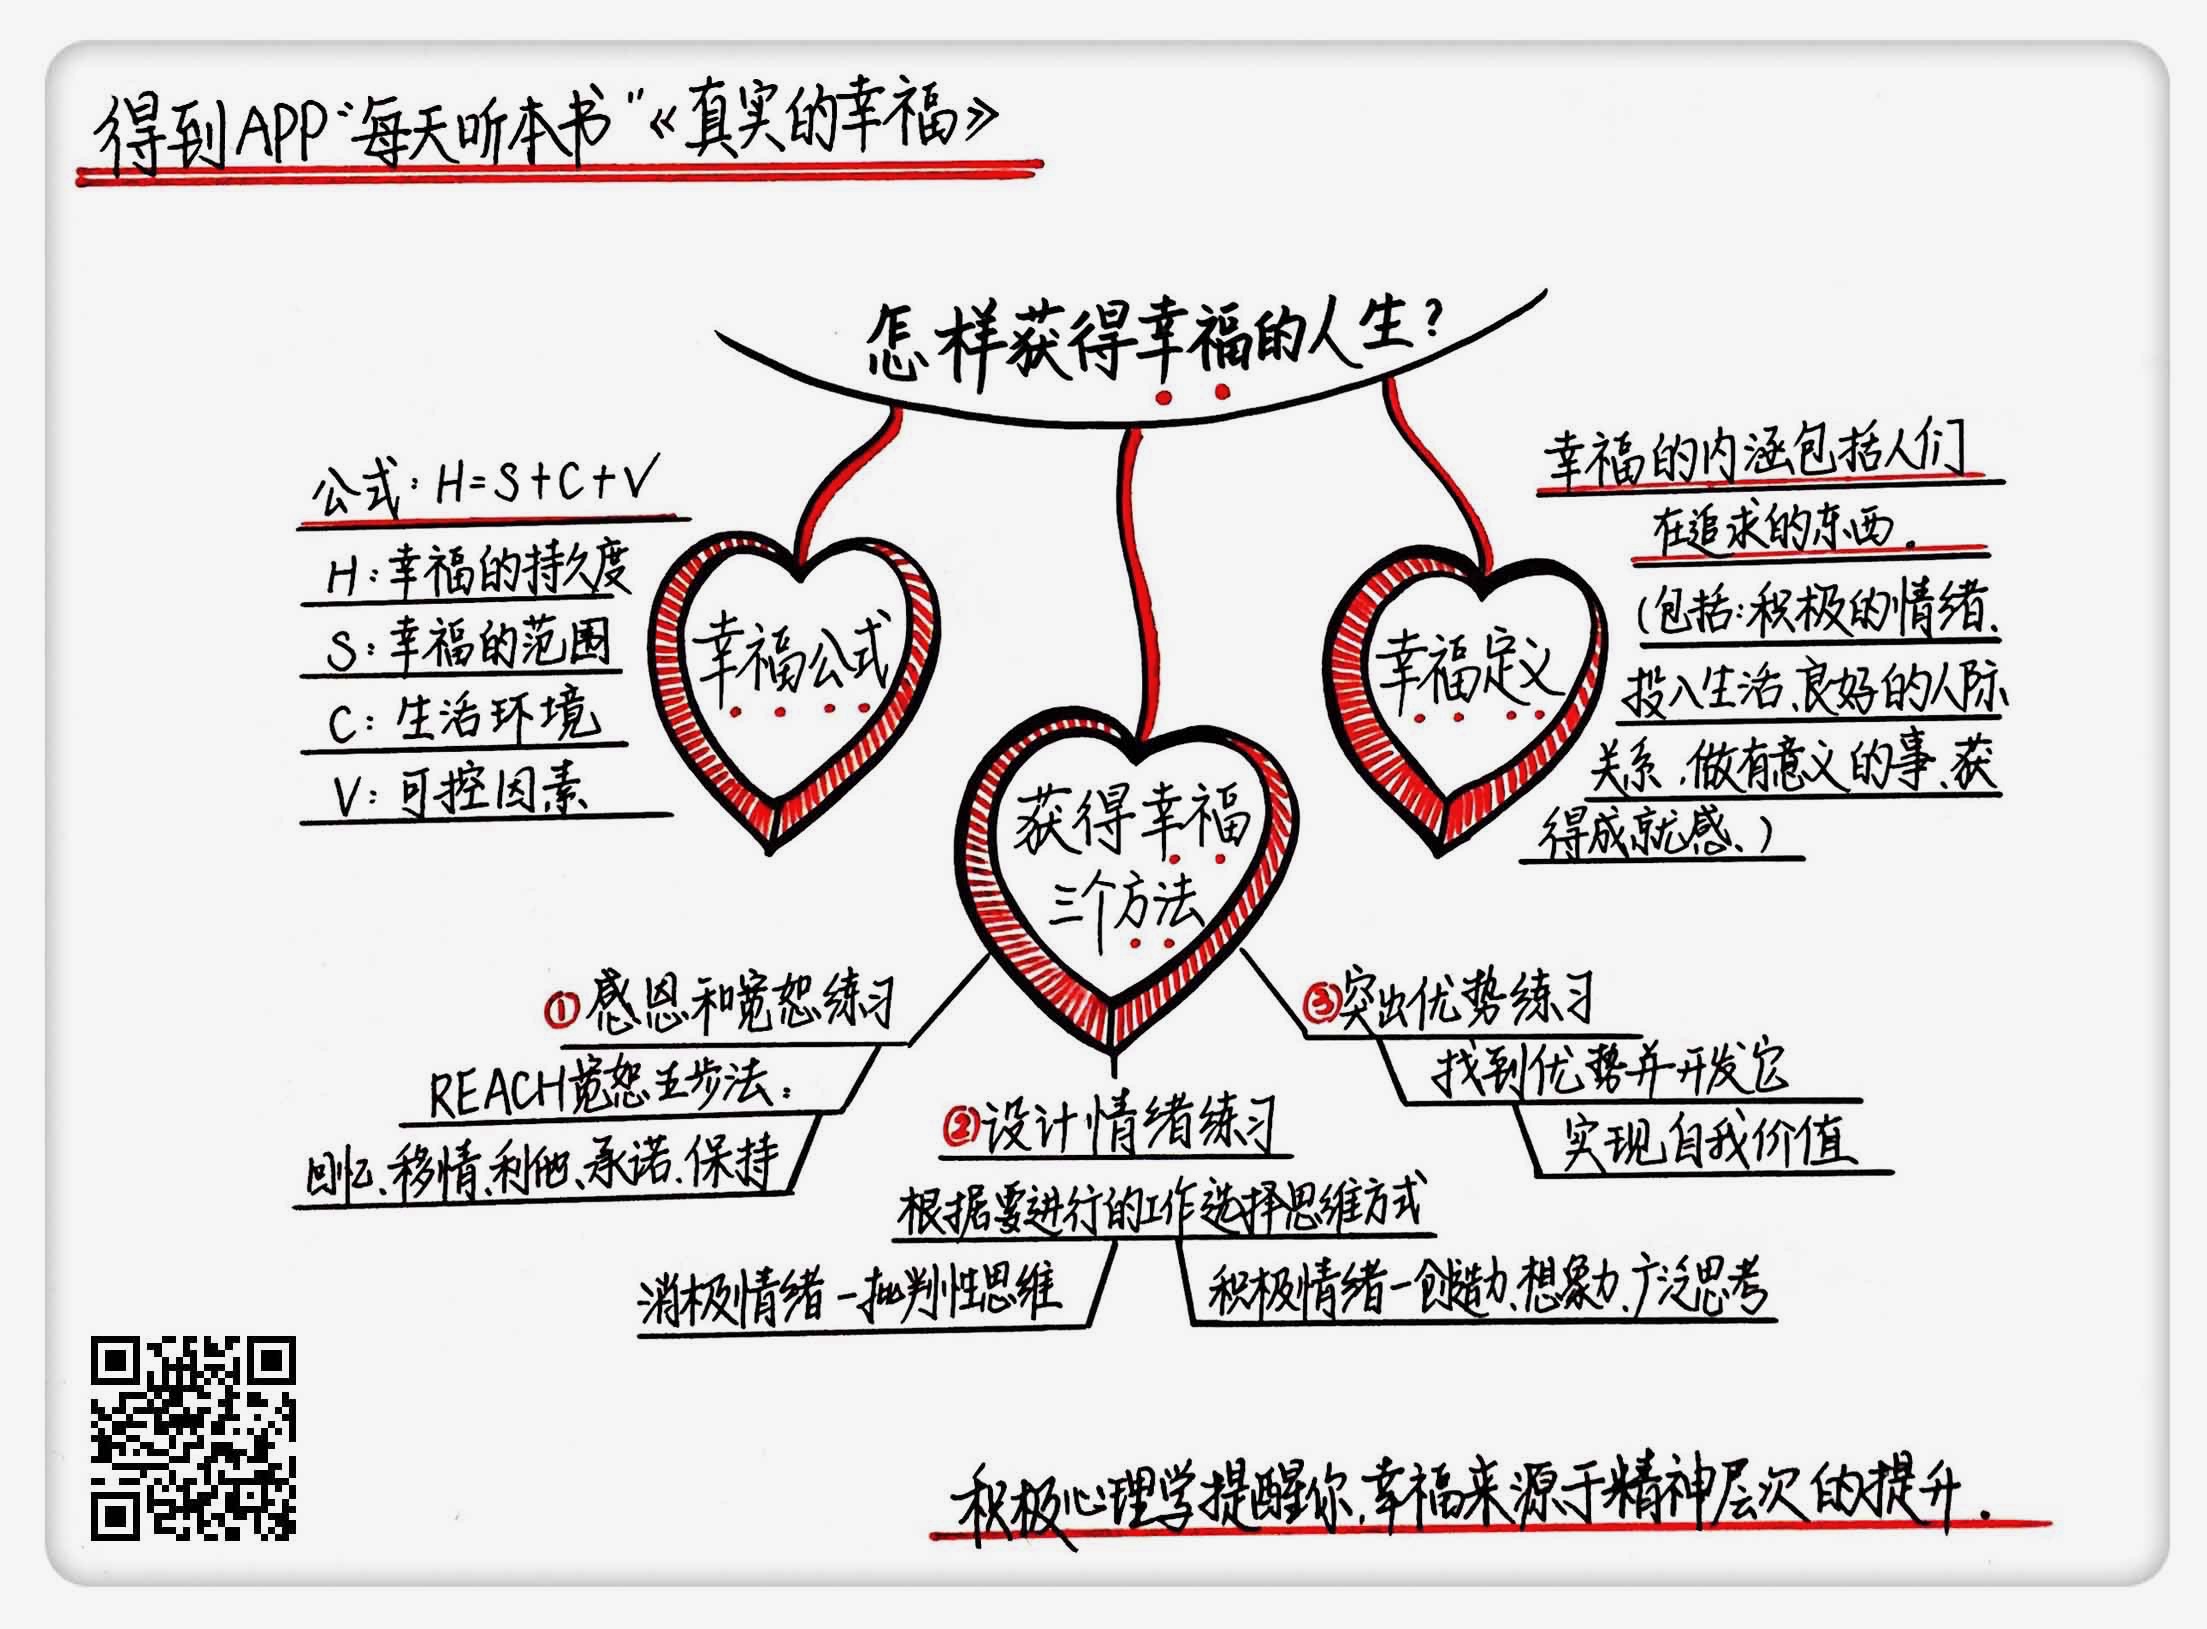 得到APP“每天听本书”《真实的幸福》
怎样获得幸福的人生?
公式:H=S+C+V
H:幸福的持久度
S:幸福的范围
C:生活环境
V:可控因素
幸福公式
获得幸福
三个方法
幸福定义
幸福的内涵包括人们
在追求的东西.
(包括:积极的情绪、
投入生活、良好的人际
关系、做有意义的事、获
得成就感、)
①感恩和宽恕练习
REACH宽恕五步法:
回忆、移情、利他、承诺、保持
②设计情绪练习
根据要进行的工作选择思维方式
消极情绪—批判性思维
积极情绪—创造力、想象力、广泛思考
③突出优势练习
找到优势并开发它
实现自我价值
积极心理学提醒你,幸福来源于精神层次的提升.